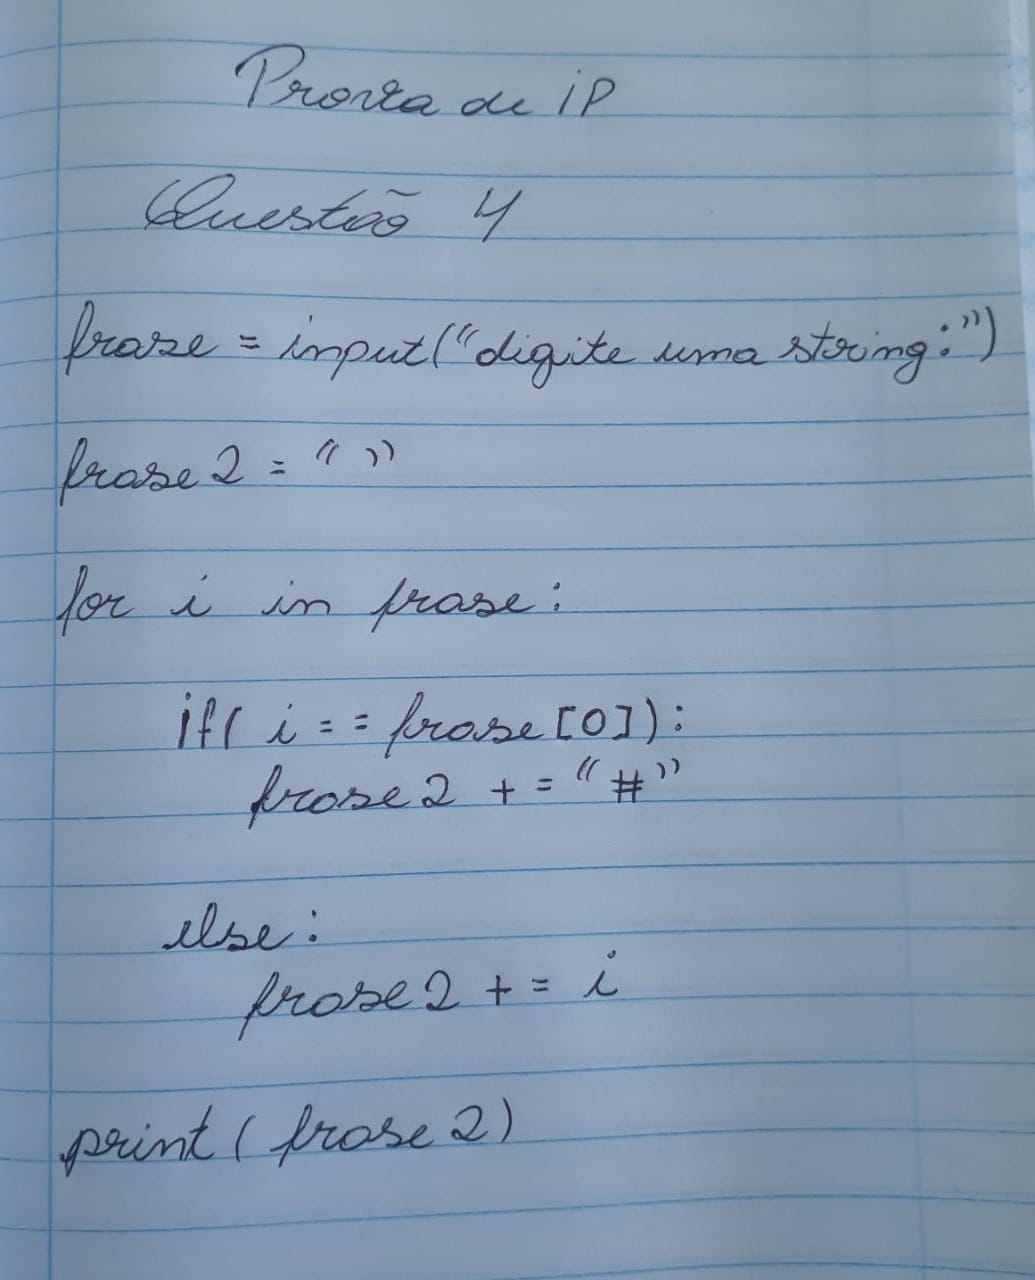 Prova de IP
Questão 4
frase = input("digite uma string:")
frase2 = " "
for i in frase:
if( i == frase[0]):
frase2 += "#"
else:
frase2 += i
print( frase2)